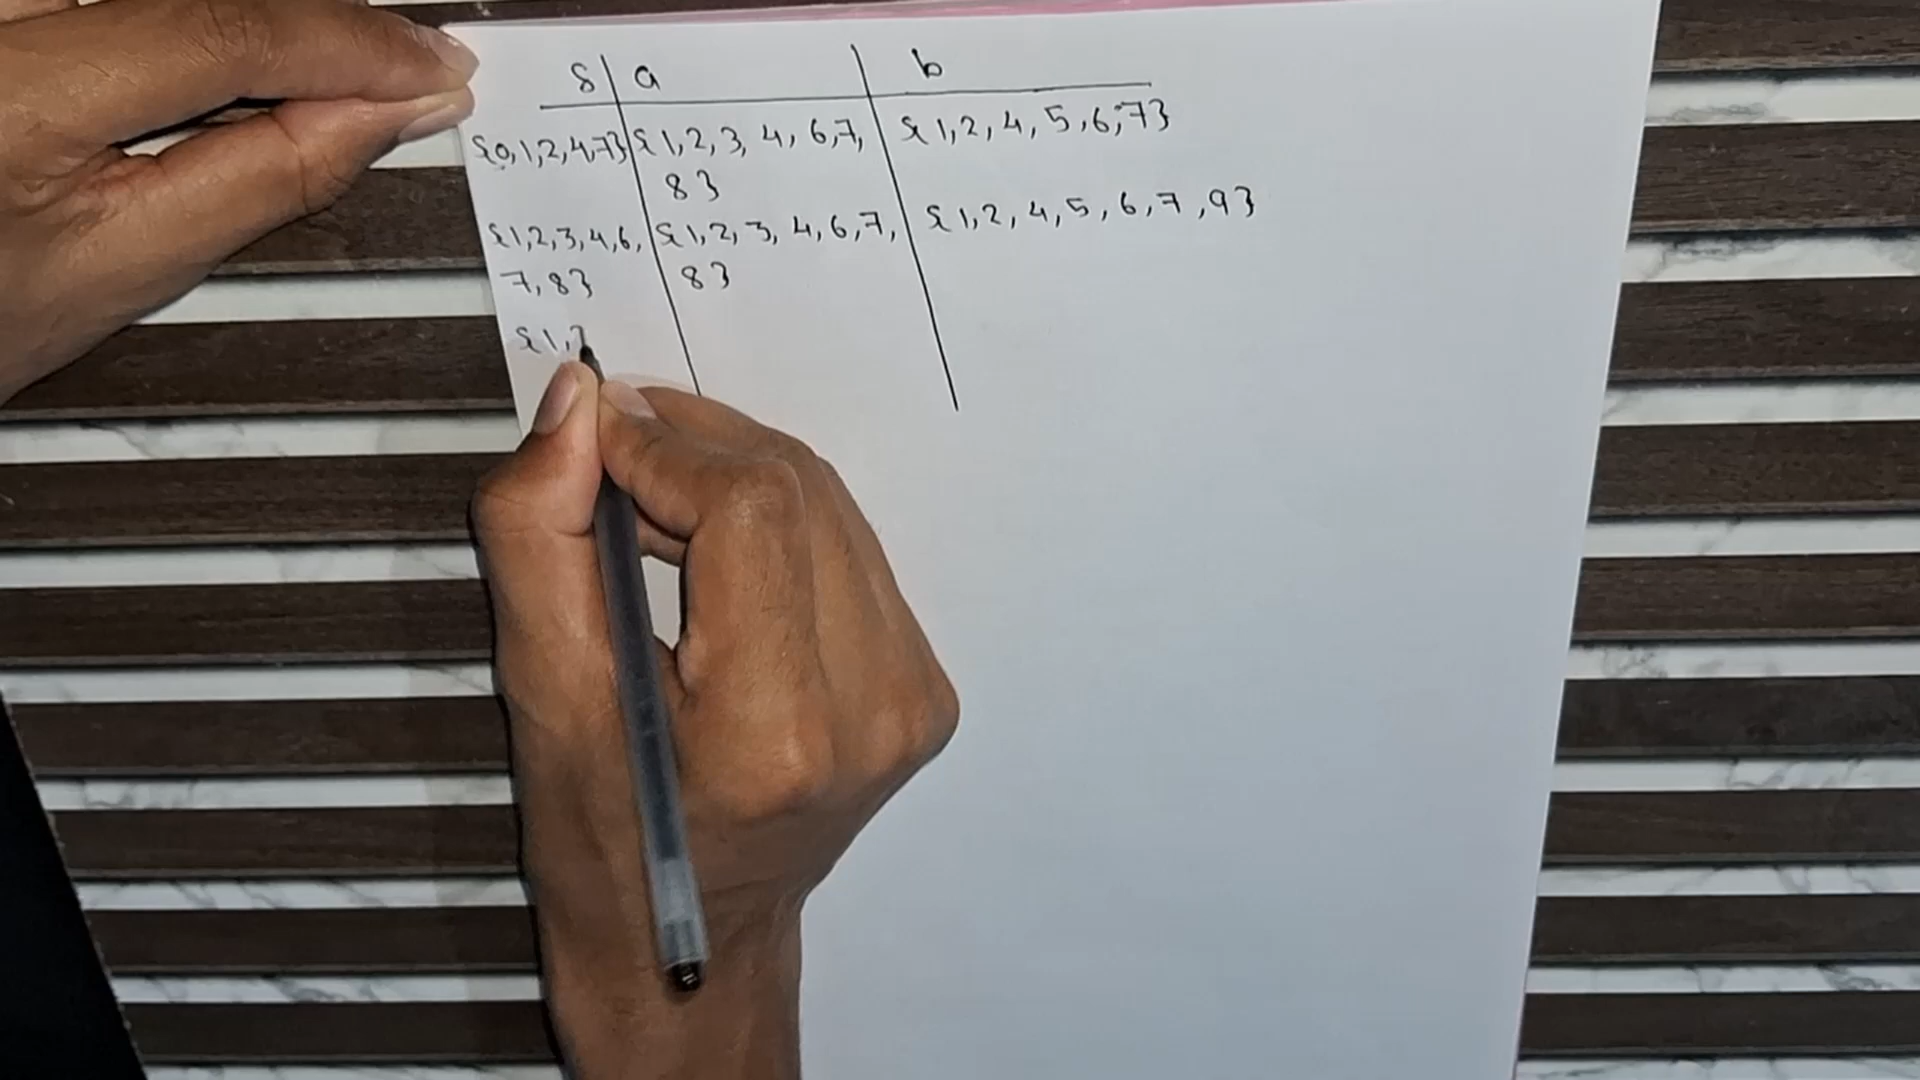 δ a b
{0,1,2,4,7} {1,2,3,4,6,7, {1,2,4,5,6,7}
8}
{1,2,3,4,6, {1,2,3,4,6,7, {1,2,4,5,6,7,9}
7,8} 8}
{1,